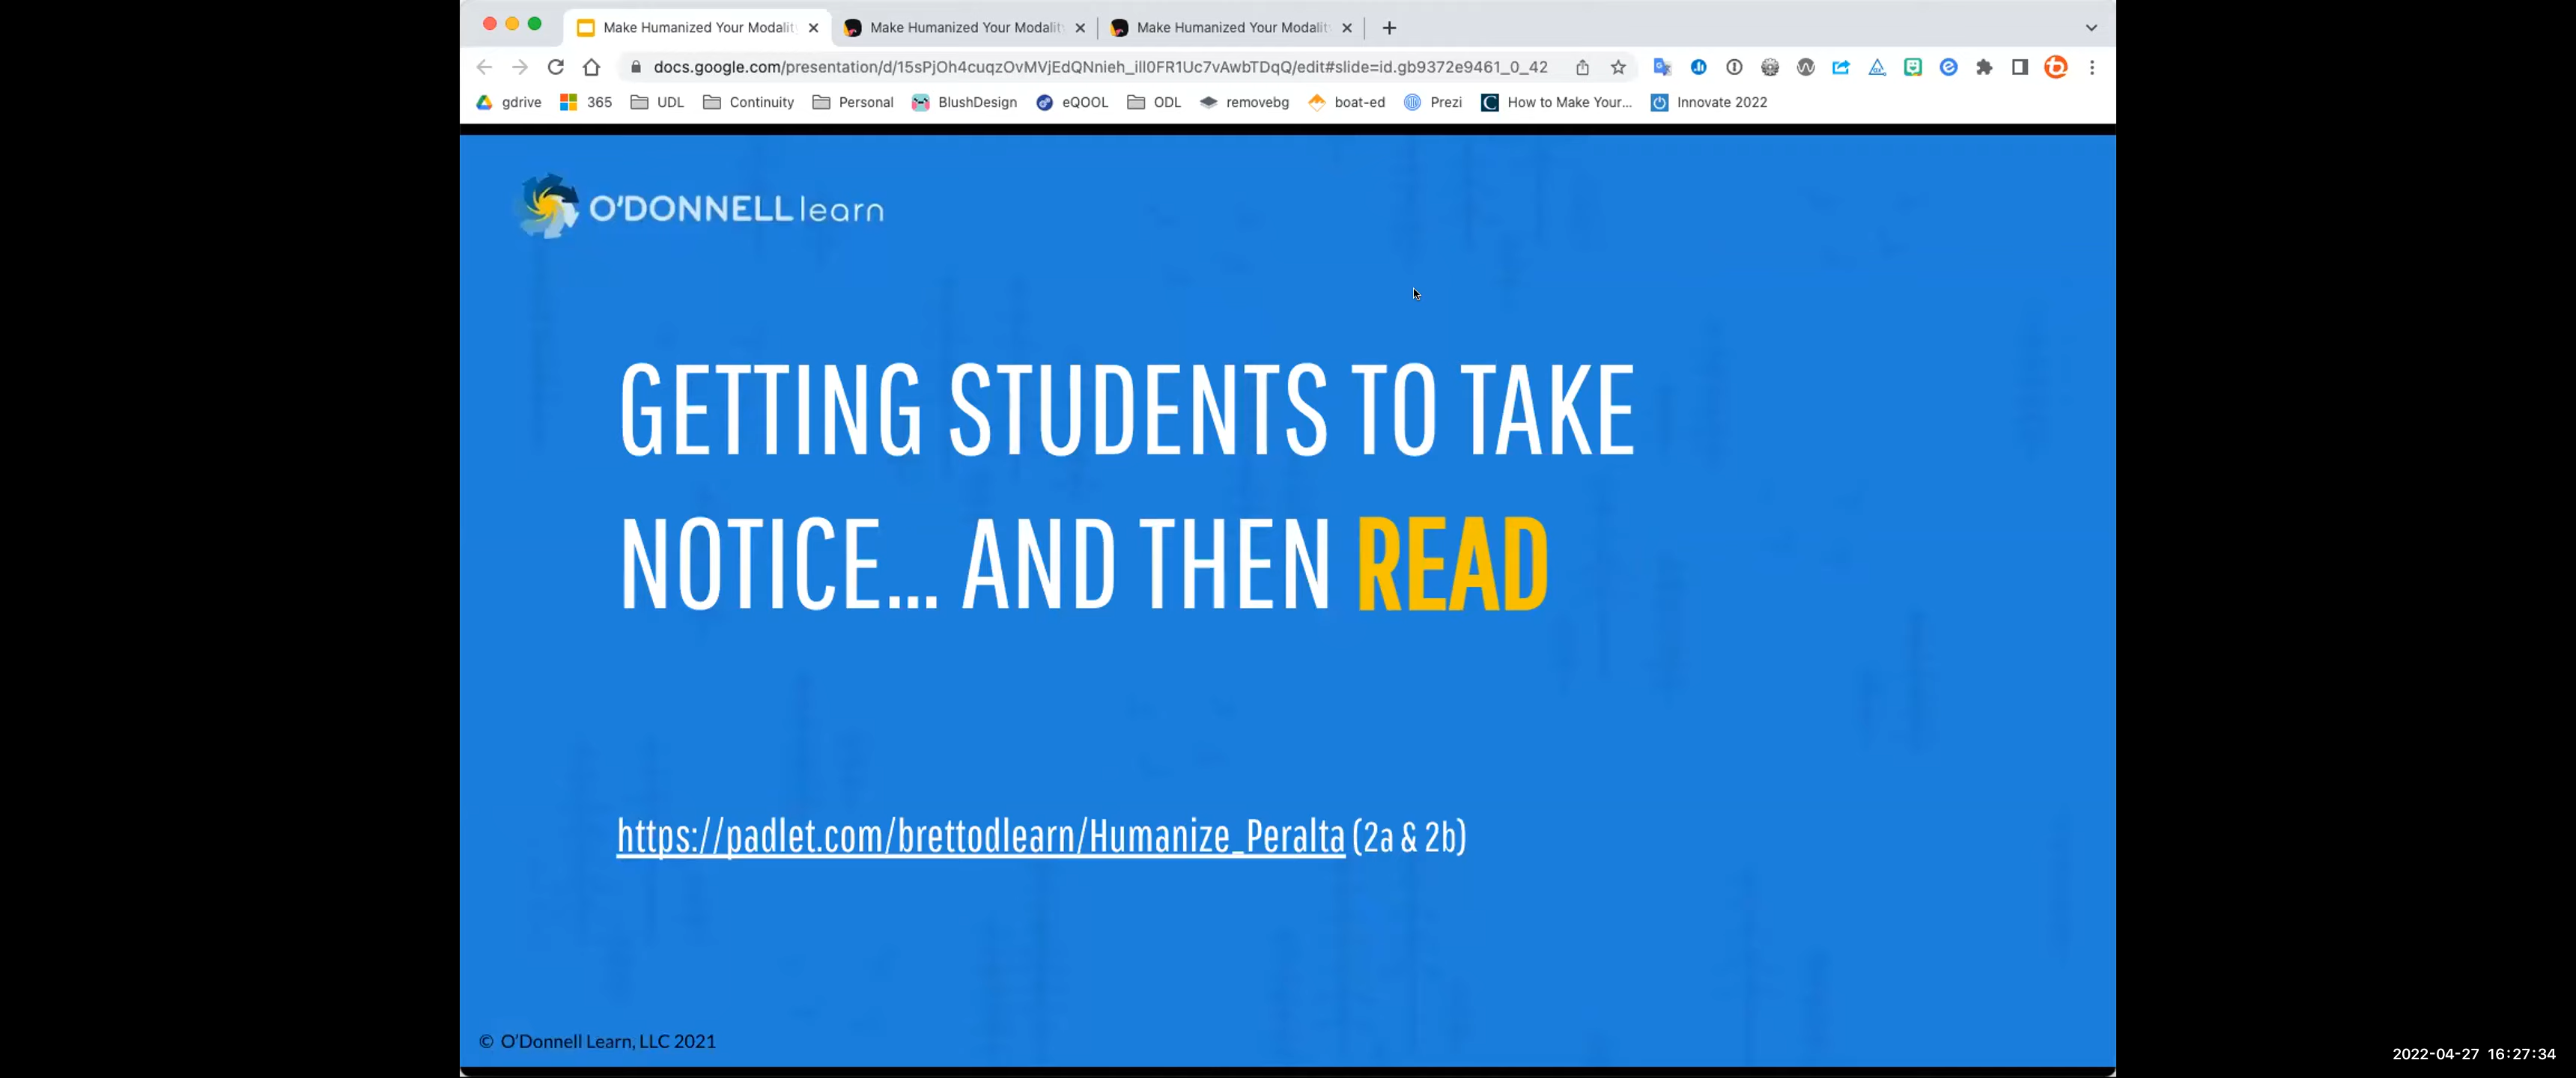 Make Humanized Your Modalit
Make Humanized Your Modalit
Make Humanized Your Modalit
docs.google.com/presentation/d/15sPjOh4cuqzOvMVjEdQNnieh_ill0FR1Uc7vAwbTDqQ/edit#slide=id.gb9372e9461_0_42
gdrive 365 UDL Continuity Personal BlushDesign eQOOL ODL removebg boat-ed Prezi How to Make Your... Innovate 2022
O'DONNELL learn
GETTING STUDENTS TO TAKE
NOTICE... AND THEN READ
https://padlet.com/brettodlearn/Humanize_Peralta (2a & 2b)
© O'Donnell Learn, LLC 2021
2022-04-27 16:27:34